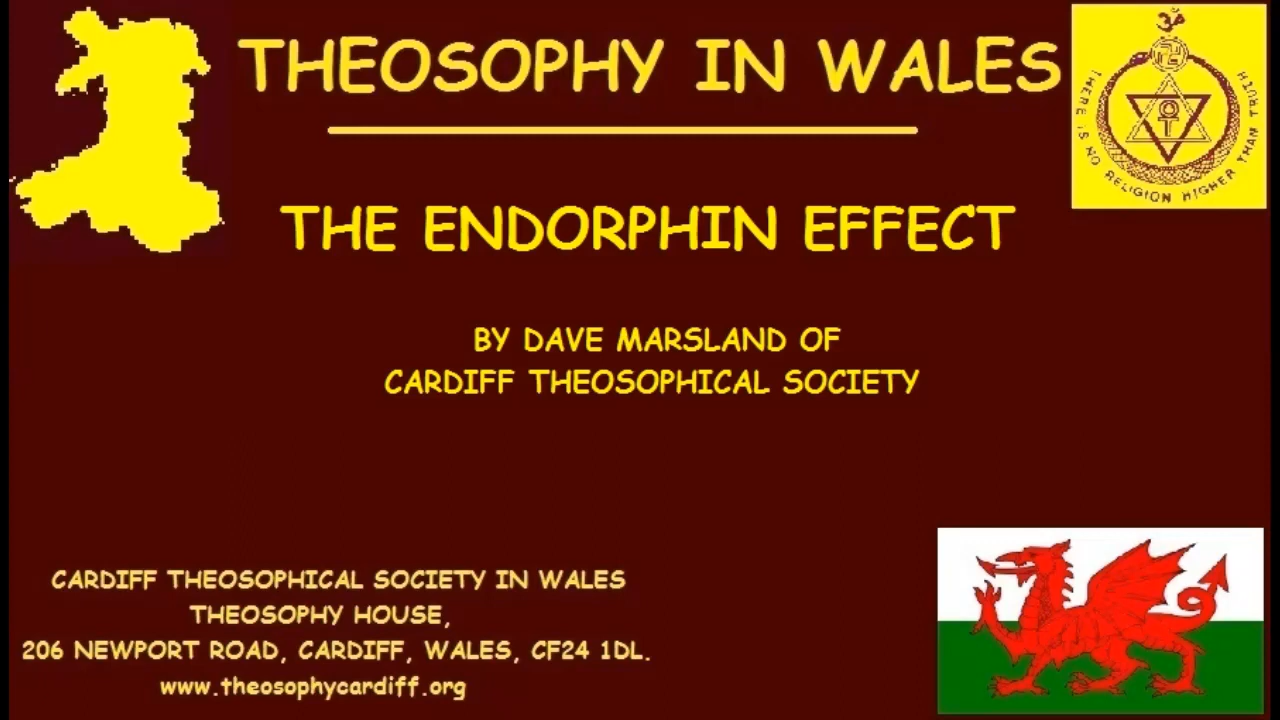 THEOSOPHY IN WALES
ॐ
THERE IS NO RELIGION HIGHER THAN TRUTH
THE ENDORPHIN EFFECT
BY DAVE MARSLAND OF
CARDIFF THEOSOPHICAL SOCIETY
CARDIFF THEOSOPHICAL SOCIETY IN WALES
THEOSOPHY HOUSE,
206 NEWPORT ROAD, CARDIFF, WALES, CF24 1DL.
www.theosophycardiff.org